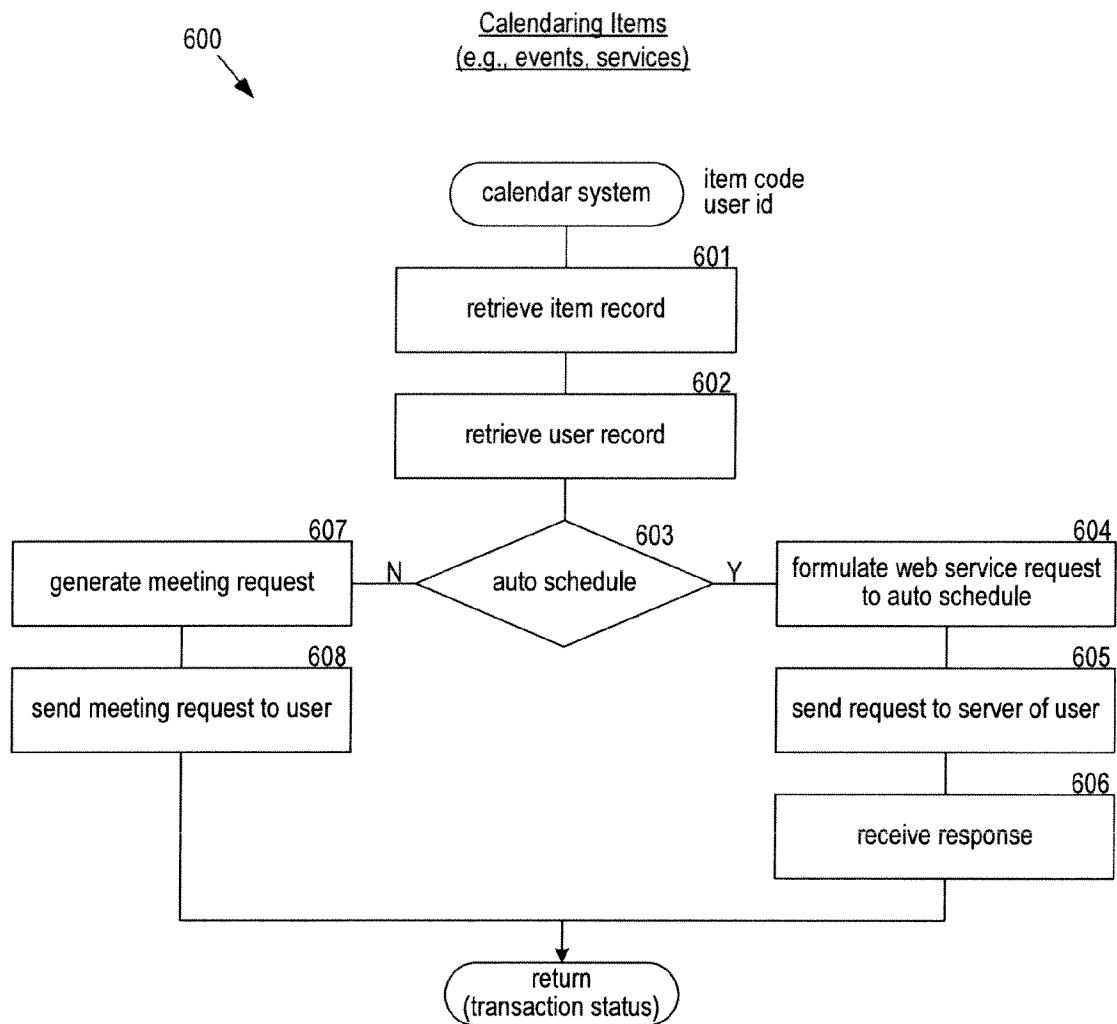 Calendaring Items
(e.g., events, services)
600
calendar system
item code
user id
601
retrieve item record
602
retrieve user record
603
auto schedule
N
Y
607
generate meeting request
608
send meeting request to user
604
formulate web service request
to auto schedule
605
send request to server of user
606
receive response
return
(transaction status)